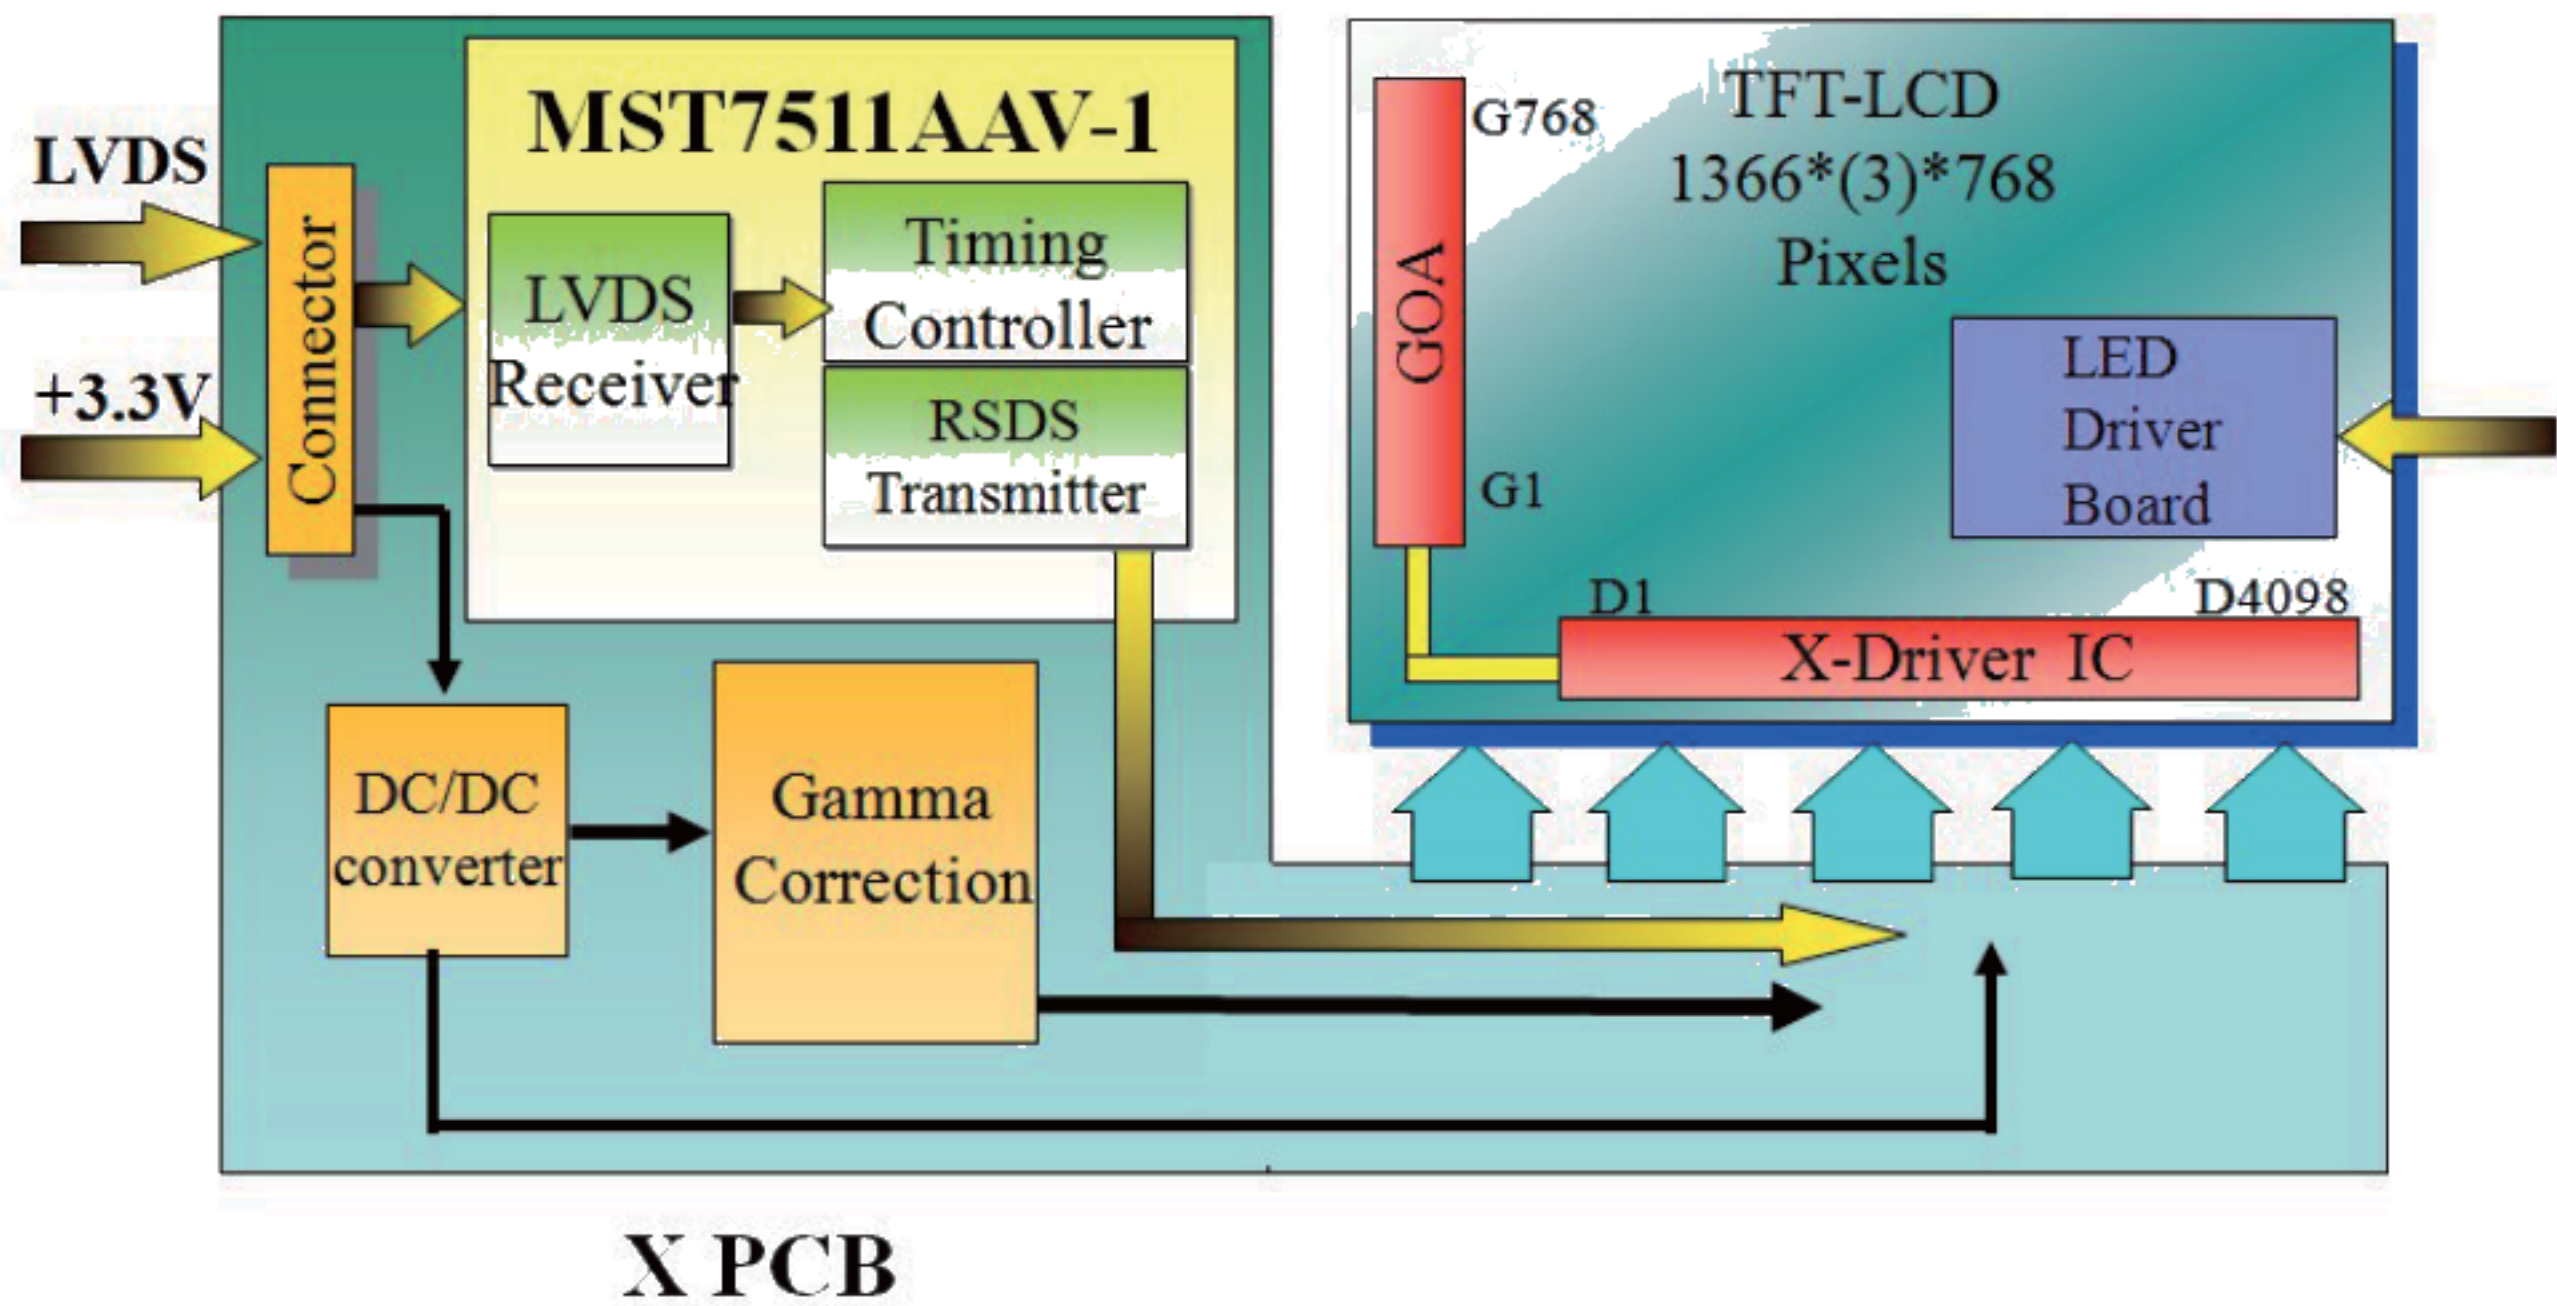 LVDS
+3.3V
Connector
MST7511AAV-1
LVDS
Receiver
Timing
Controller
RSDS
Transmitter
DC/DC
converter
Gamma
Correction
TFT-LCD
1366*(3)*768
Pixels
G768
GOA
G1
LED
Driver
Board
D1
D4098
X-Driver IC
X PCB